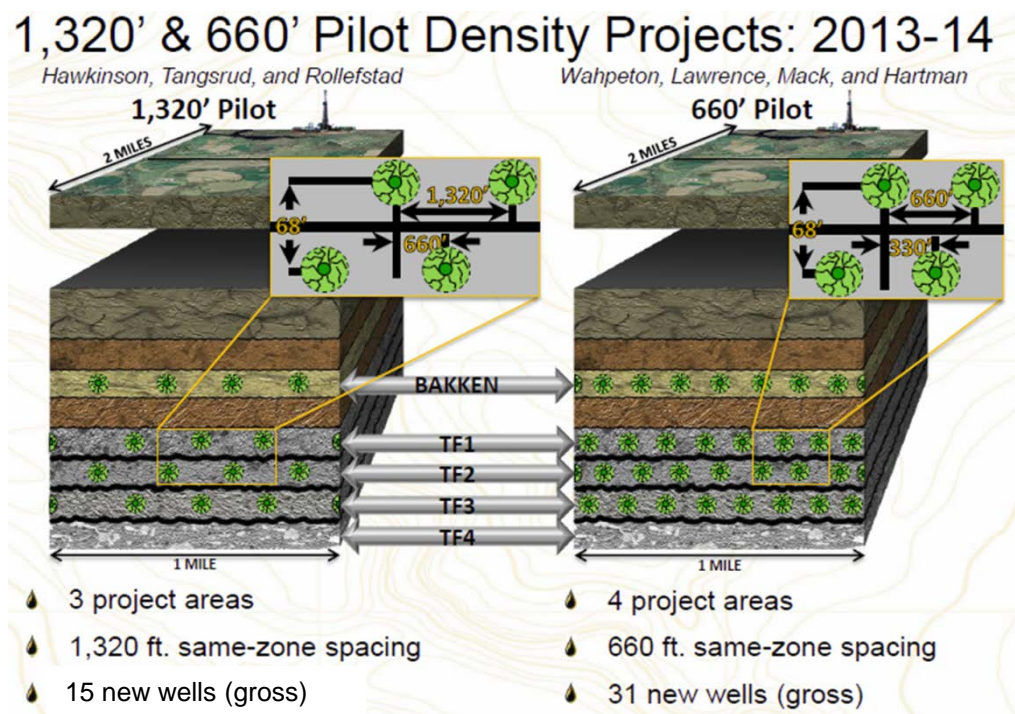 1,320’ & 660’ Pilot Density Projects: 2013-14
Hawkinson, Tangsrud, and Rollefstad
1,320’ Pilot
2 MILES
1,320’
68’
660’
Wahpeton, Lawrence, Mack, and Hartman
660’ Pilot
2 MILES
660’
68’
330’
BAKKEN
TF1
TF2
TF3
TF4
1 MILE
1 MILE
3 project areas
1,320 ft. same-zone spacing
15 new wells (gross)
4 project areas
660 ft. same-zone spacing
31 new wells (gross)